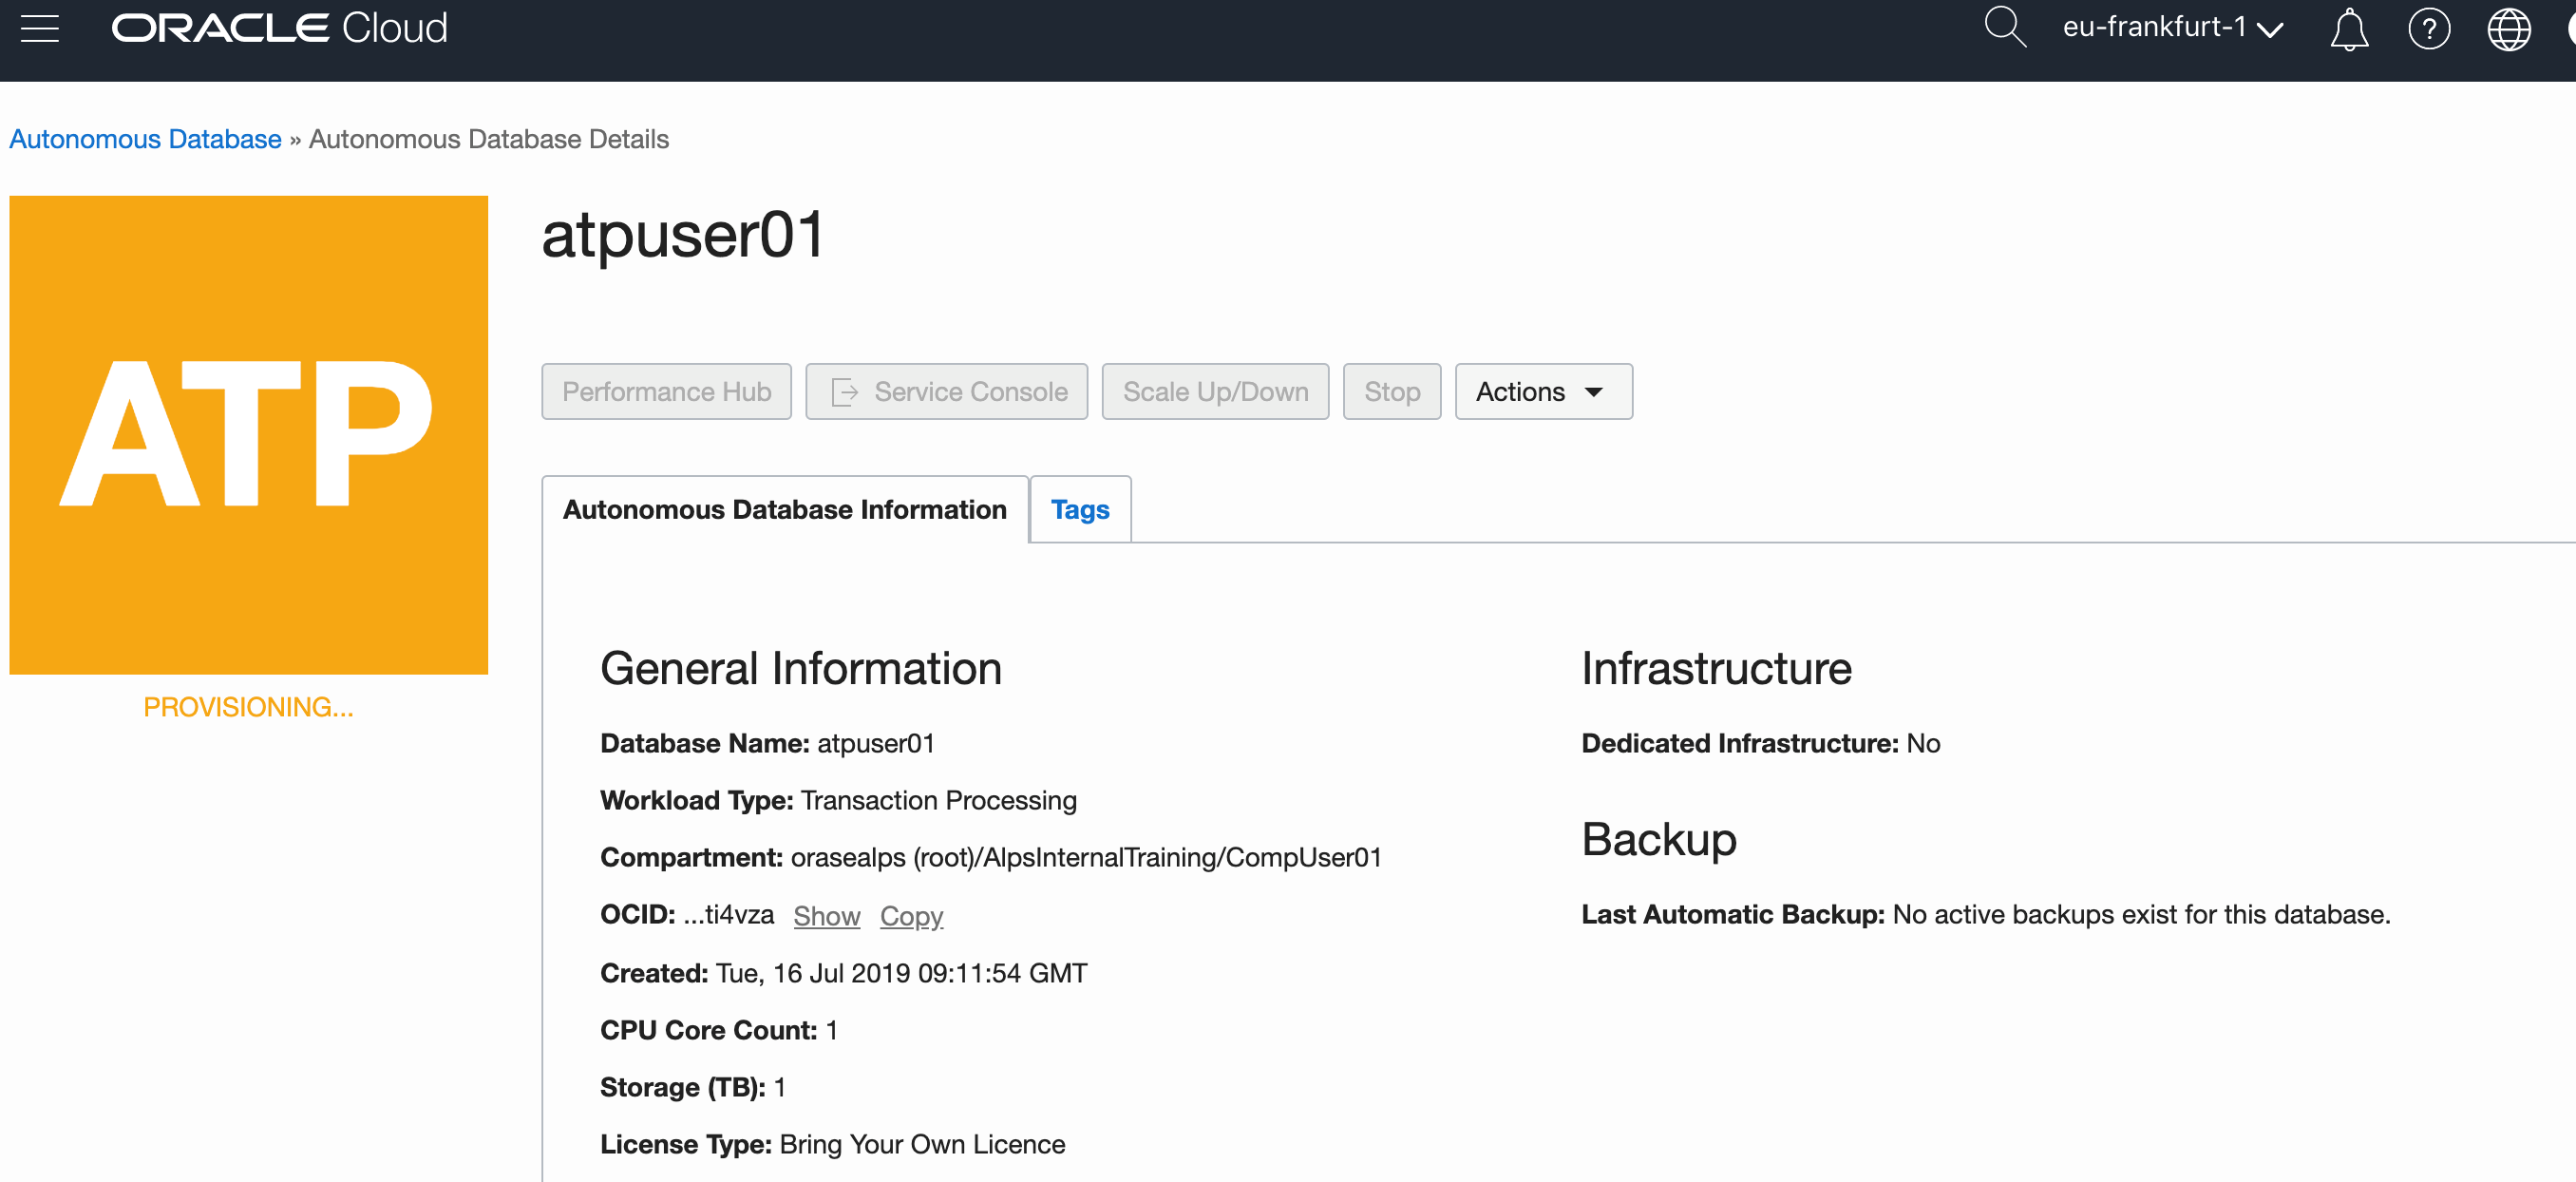 ORACLE Cloud
eu-frankfurt-1
?
Autonomous Database » Autonomous Database Details
ATP
PROVISIONING...
atpuser01
Performance Hub
Service Console
Scale Up/Down
Stop
Actions
Autonomous Database Information
Tags
General Information
Database Name: atpuser01
Workload Type: Transaction Processing
Compartment: orasealps (root)/AlpsInternalTraining/CompUser01
OCID: ...ti4vza Show Copy
Created: Tue, 16 Jul 2019 09:11:54 GMT
CPU Core Count: 1
Storage (TB): 1
License Type: Bring Your Own Licence
Infrastructure
Dedicated Infrastructure: No
Backup
Last Automatic Backup: No active backups exist for this database.